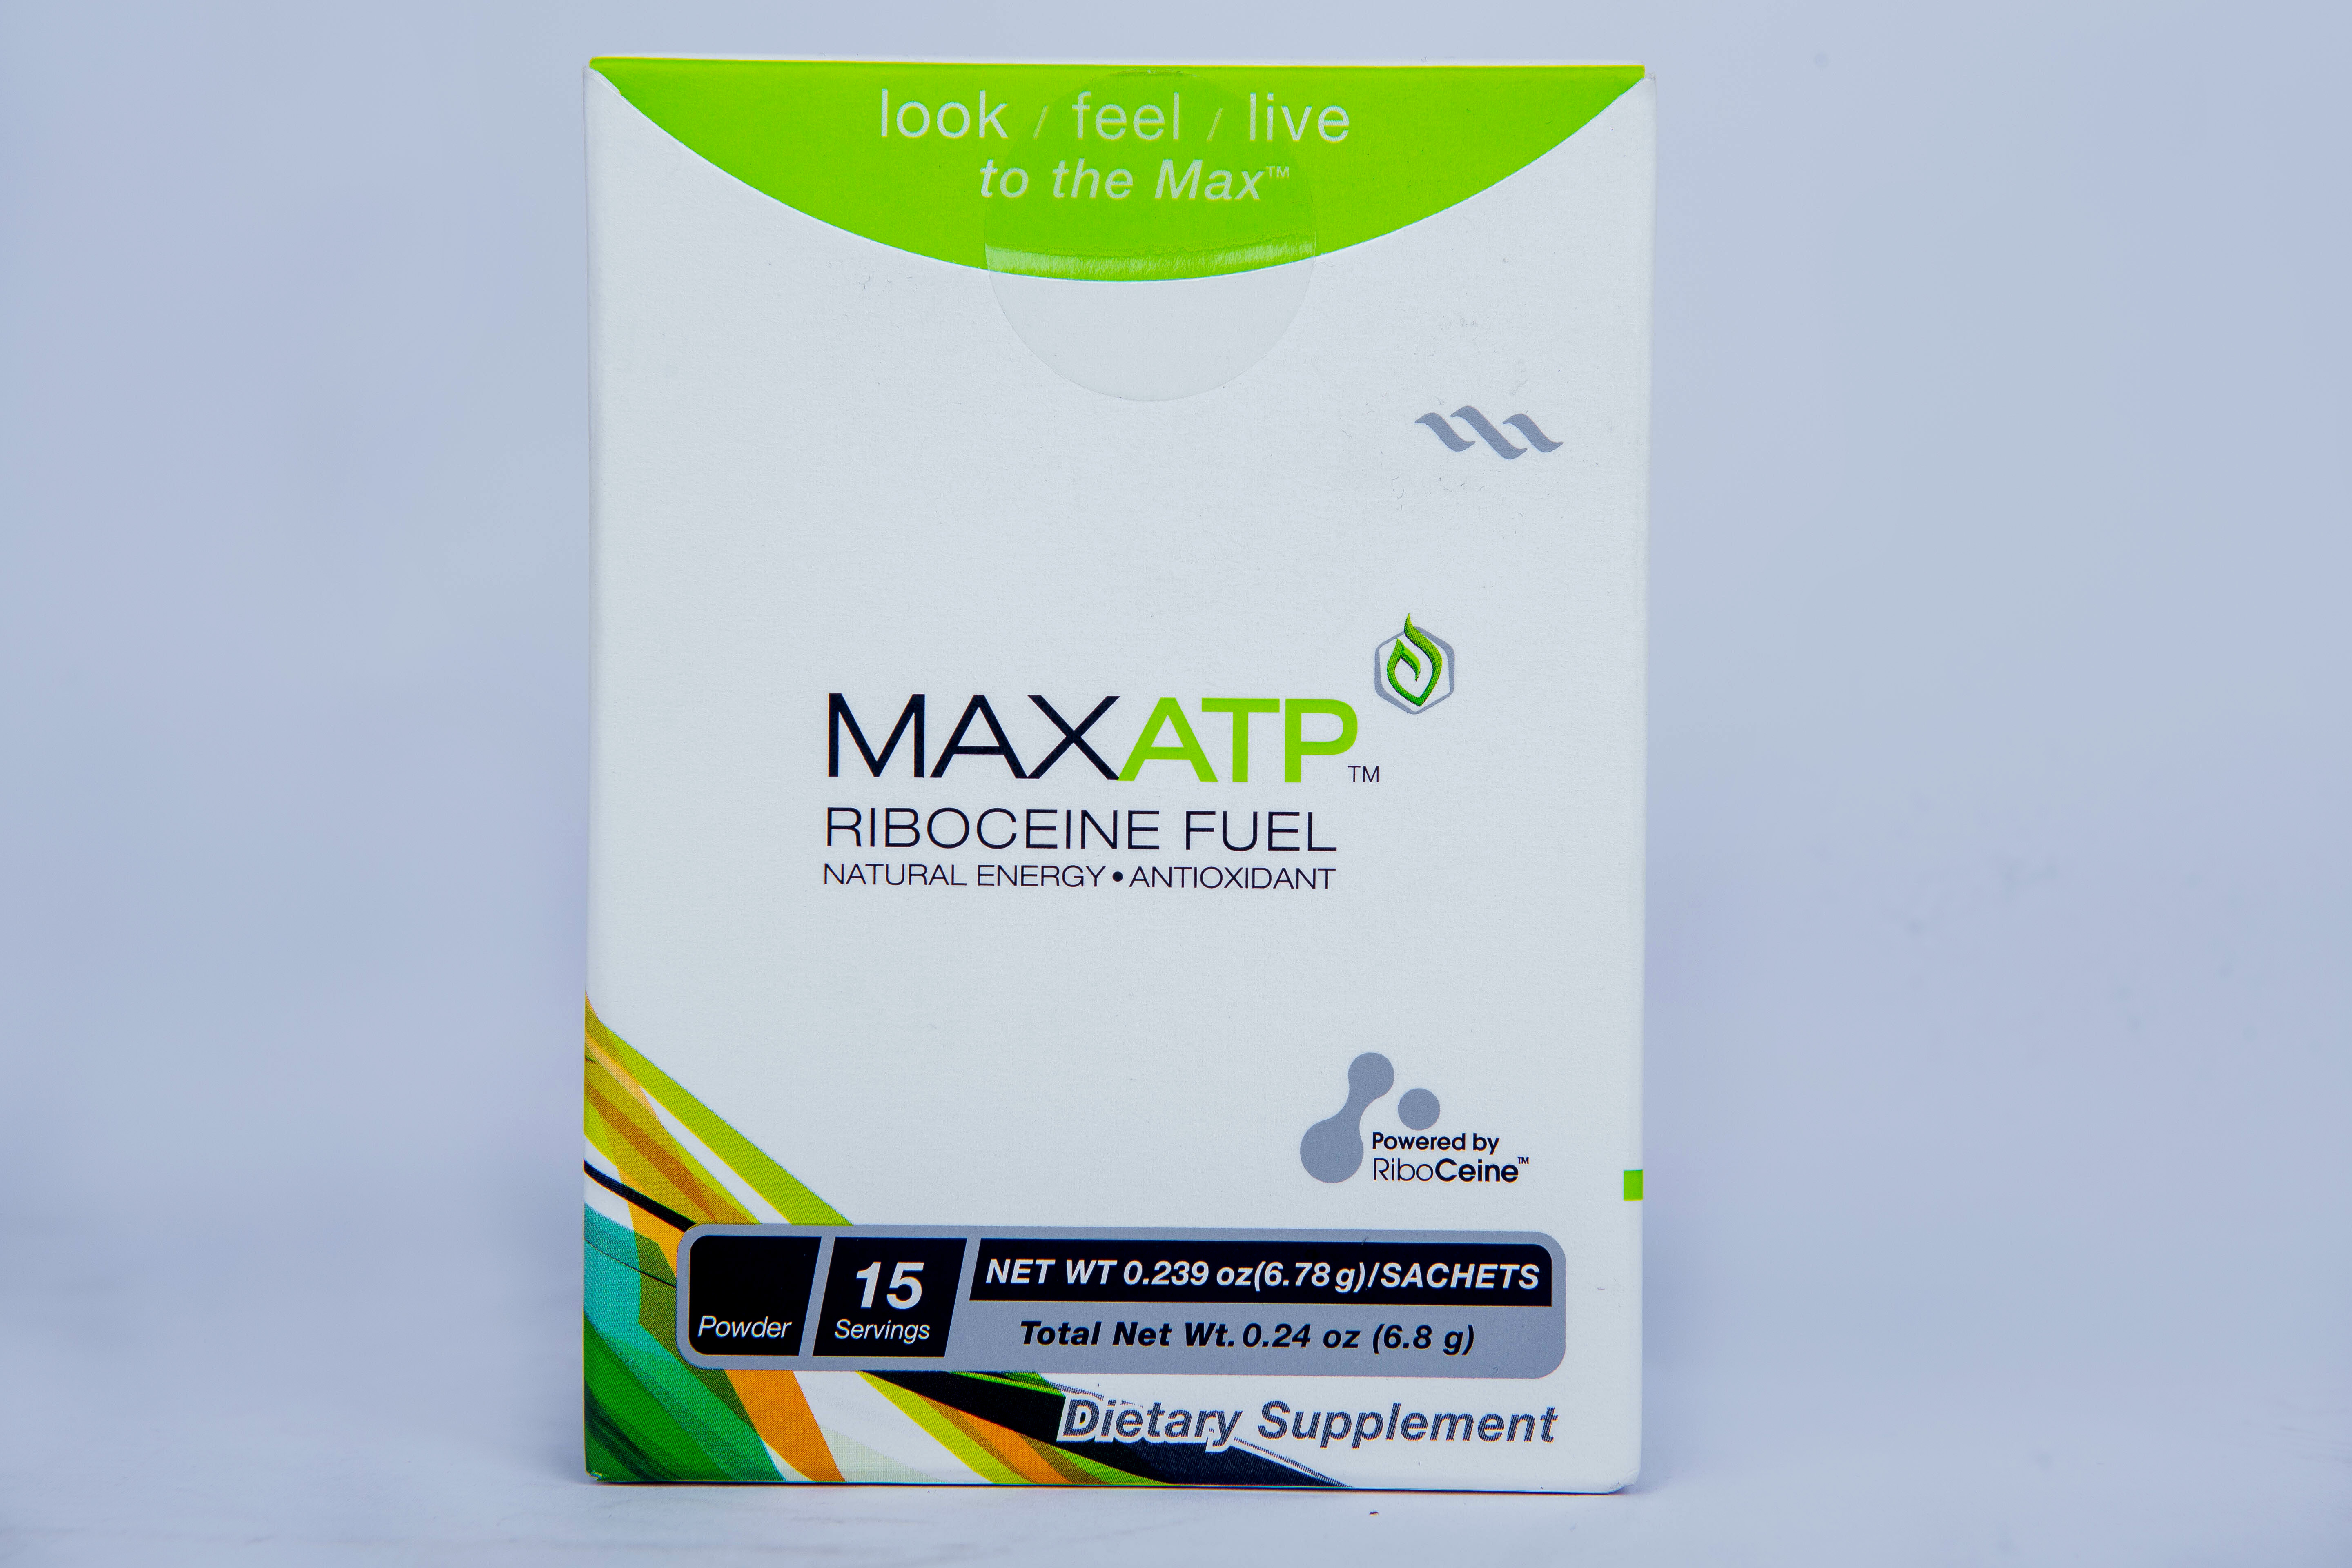 look / feel / live
to the Max™
MAXATP™
RIBOCEINE FUEL
NATURAL ENERGY • ANTIOXIDANT
Powered by
RiboCeine™
Powder
15
Servings
NET WT 0.239 oz(6.78 g)/SACHETS
Total Net Wt. 0.24 oz (6.8 g)
Dietary Supplement